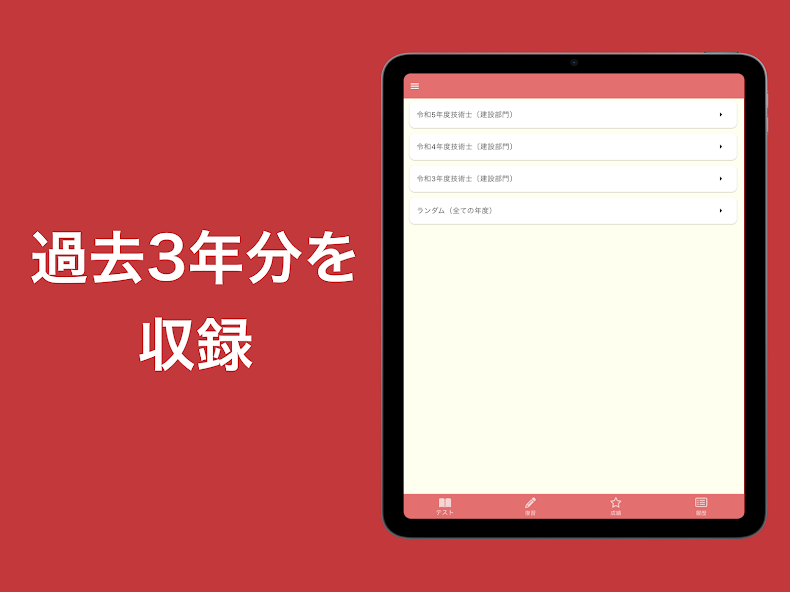 過去3年分を
収録
令和5年度技術士（建設部門）
令和4年度技術士（建設部門）
令和3年度技術士（建設部門）
ランダム（全ての年度）
テスト
復習
成績
履歴